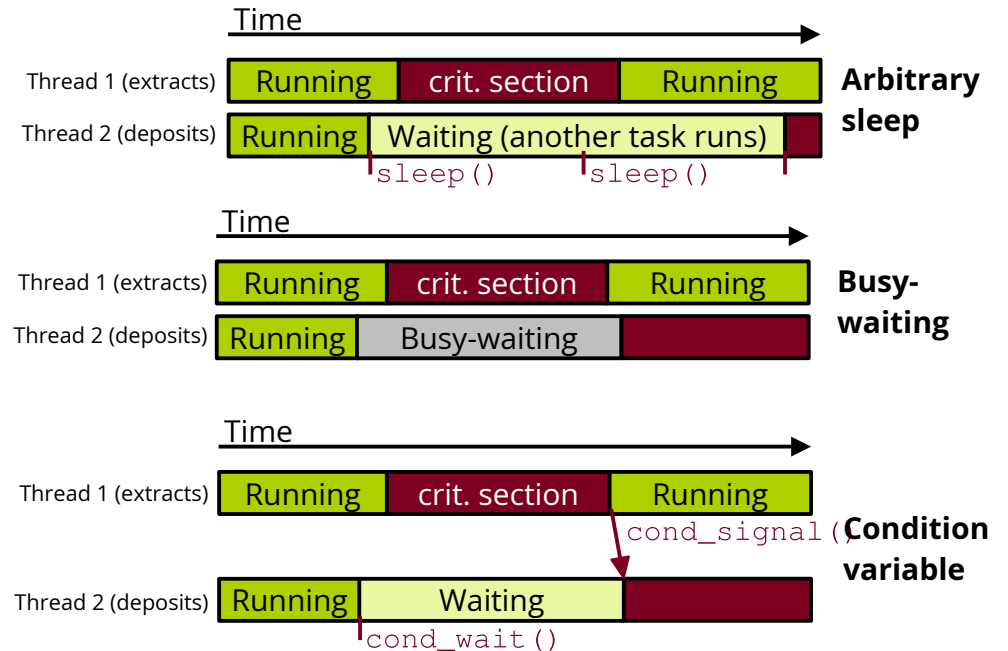 Time
Thread 1 (extracts)
Running
crit. section
Running
Arbitrary
sleep
Thread 2 (deposits)
Running
Waiting (another task runs)
sleep()
sleep()
Time
Thread 1 (extracts)
Running
crit. section
Running
Busy-
waiting
Thread 2 (deposits)
Running
Busy-waiting
Time
Thread 1 (extracts)
Running
crit. section
Running
cond_signal()
Condition
variable
Thread 2 (deposits)
Running
Waiting
cond_wait()